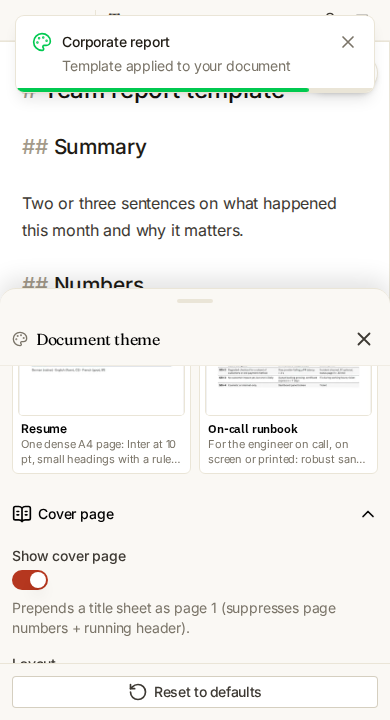 Corporate report
Template applied to your document
# Team report template
## Summary
Two or three sentences on what happened
this month and why it matters.
## Numbers
Document theme
Resume
One dense A4 page: Inter at 10
pt, small headings with a rule...
On-call runbook
For the engineer on call, on
screen or printed: robust san...
Cover page
Show cover page
Prepends a title sheet as page 1 (suppresses page
numbers + running header).
Layout
Reset to defaults